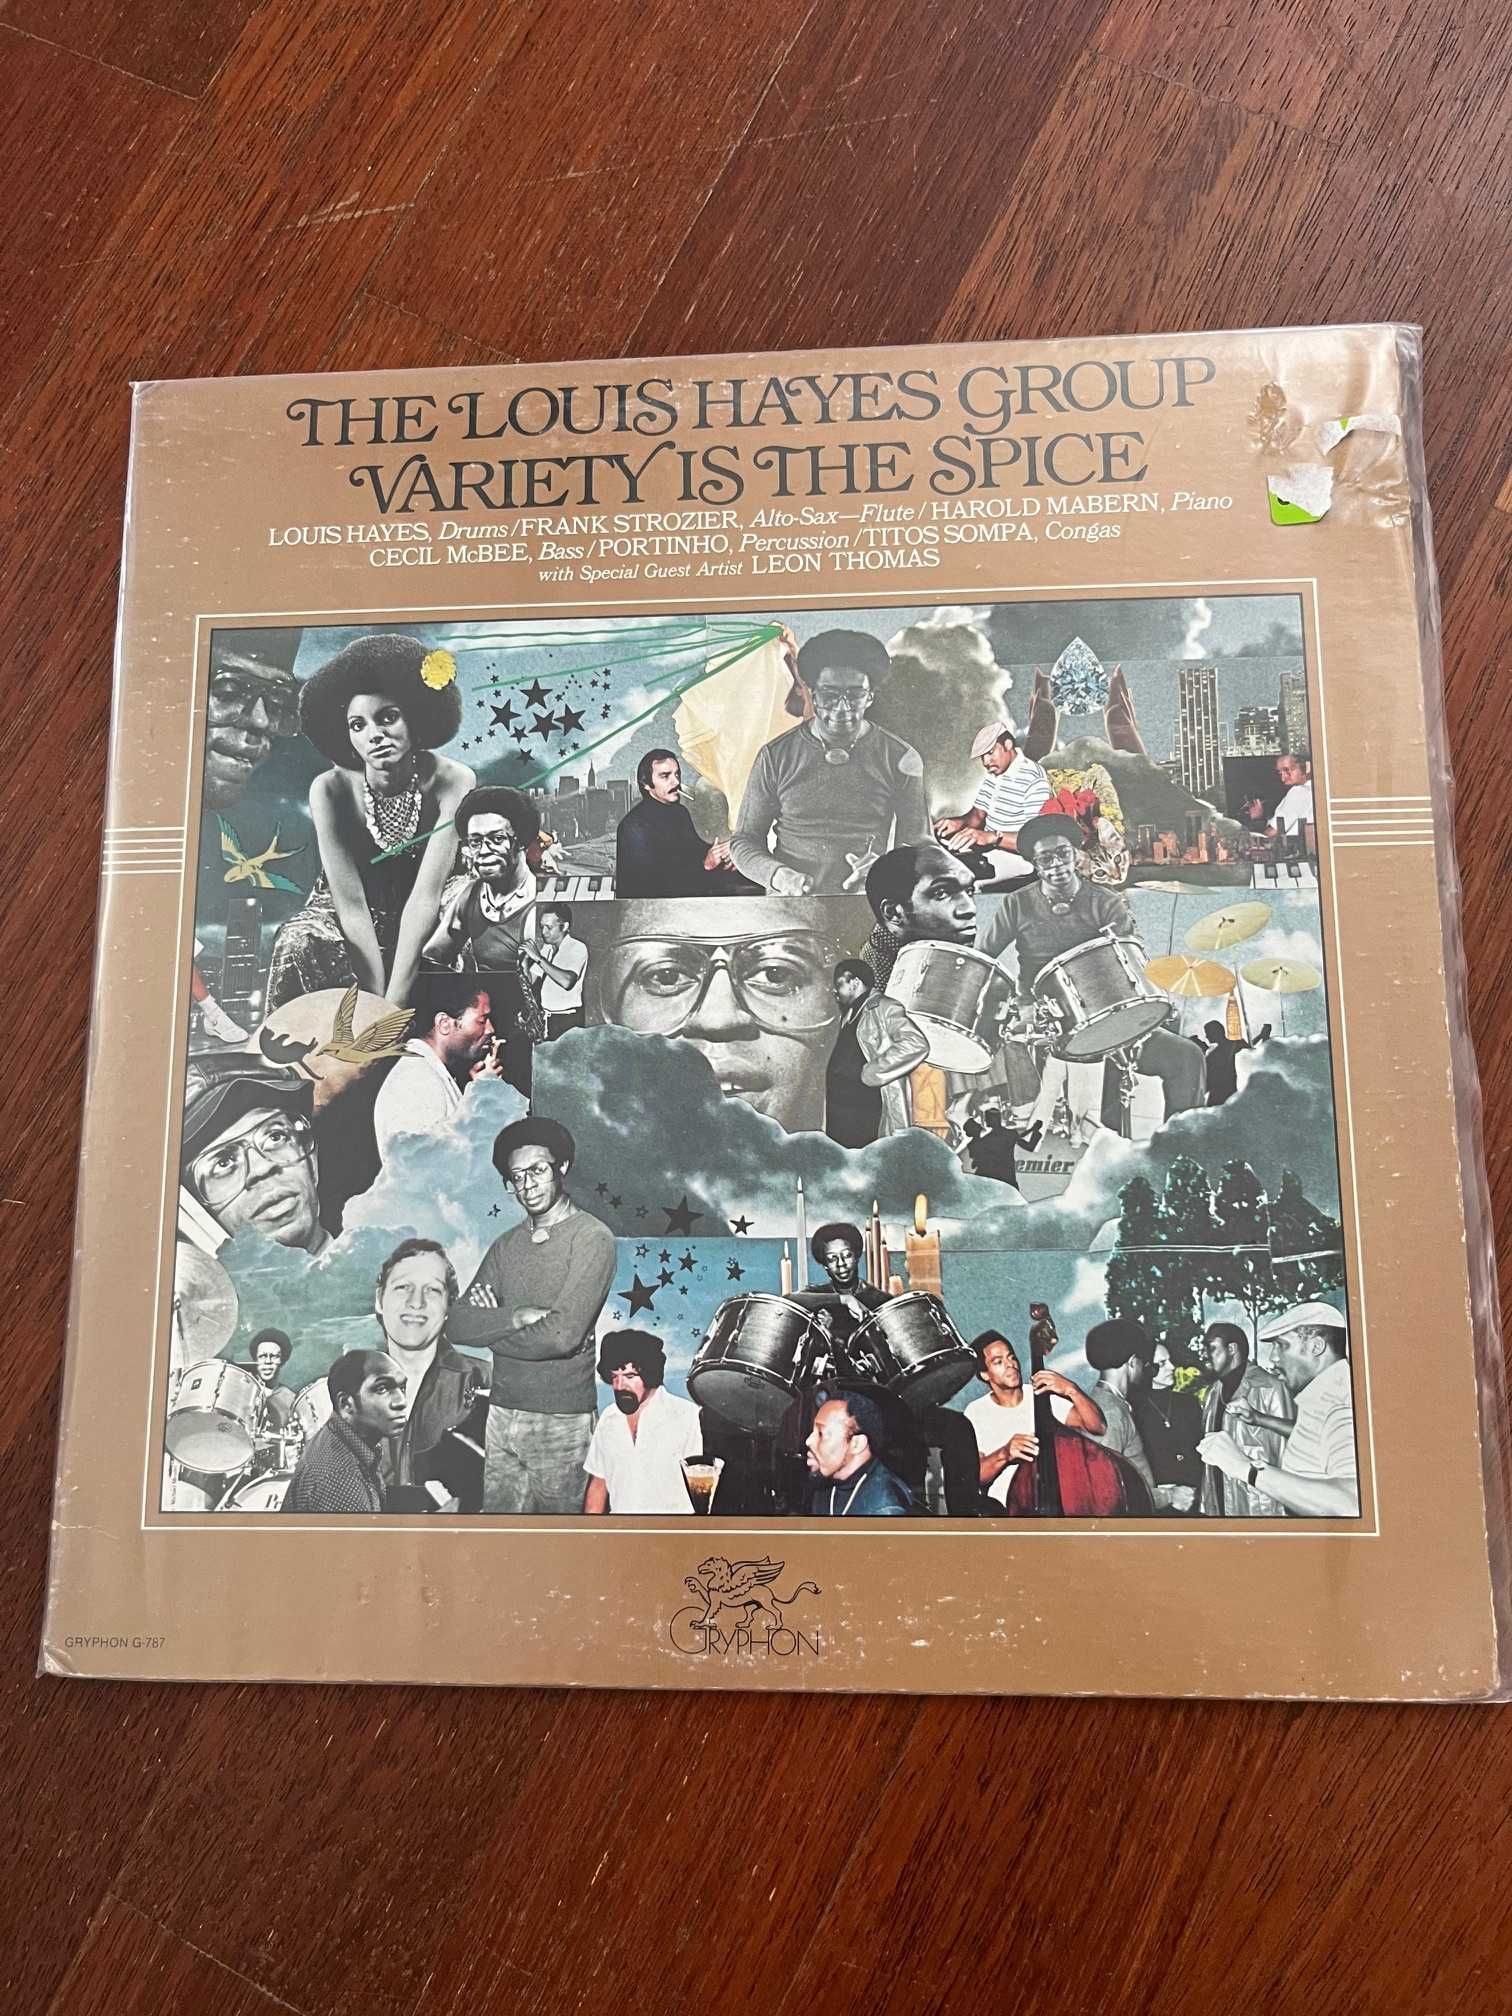 THE LOUIS HAYES GROUP
VARIETY IS THE SPICE
LOUIS HAYES, Drums/FRANK STROZIER, Alto-Sax—Flute/HAROLD MABERN, Piano
CECIL McBEE, Bass/PORTINHO, Percussion/TITOS SOMPA, Congas
with Special Guest Artist LEON THOMAS
emier
GRYPHON
GRYPHON G-787